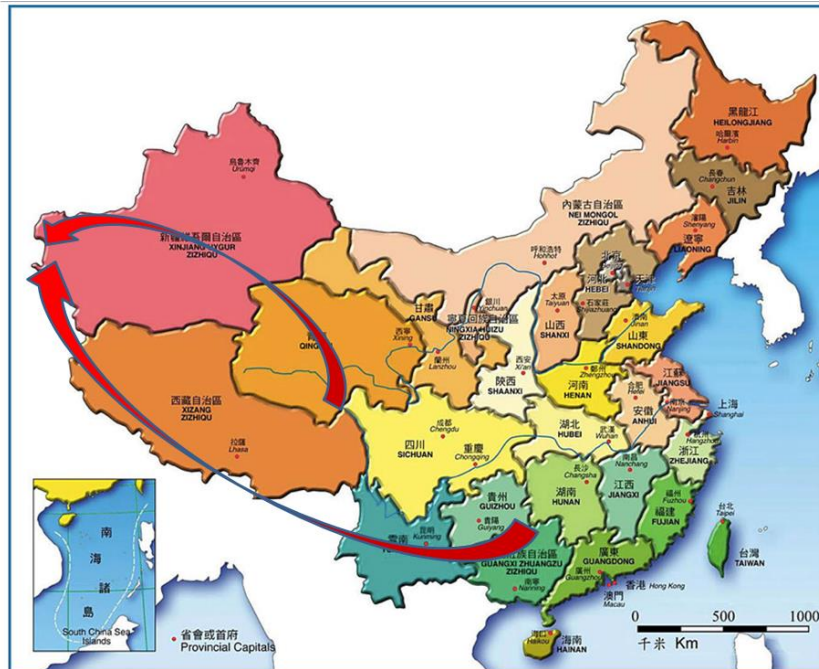 黑龍江
HEILONGJIANG
哈爾濱
Harbin
長春
Changchun
吉林
JILIN
烏魯木齊
Urümqi
內蒙古自治區
NEI MONGOL
ZIZHIQU
瀋陽
Shenyang
遼寧
LIAONING
XINJIANG UYGUR
ZIZHIQU
呼和浩特
Hohhot
北京
天津
河北
HEBEI
石家莊
Shijiazhuang
太原
Taiyuan
山西
SHANXI
銀川
Yinchuan
寧夏回族自治區
NINGXIA HUIZU
ZIZHIQU
甘肅
GANSU
西寧
Xining
蘭州
Lanzhou
濟南
Jinan
山東
SHANDONG
西安
Xi'an
陝西
SHAANXI
鄭州
Zhengzhou
河南
HENAN
江蘇
JIANGSU
合肥
Hefei
南京
Nanjing
安徽
ANHUI
上海
Shanghai
Hangzhou
浙江
ZHEJIANG
西藏自治區
XIZANG
ZIZHIQU
拉薩
Lhasa
四川
SICHUAN
成都
Chengdu
重慶
Chongqing
湖北
HUBEI
武漢
Wuhan
長沙
Changsha
湖南
HUNAN
南昌
Nanchang
江西
JIANGXI
貴州
GUIZHOU
貴陽
Guiyang
福州
Fuzhou
福建
FUJIAN
台北
Taipei
台灣
TAIWAN
雲南
昆明
Kunming
族自治區
GUANGXI ZHUANGZU
ZIZHIQU
南寧
Nanning
廣東
GUANGDONG
廣州
Guangzhou
香港 Hong Kong
澳門
Macau
海口
Haikou
海南
HAINAN
南
海
諸
島
South China Sea
Islands
省會或首府
Provincial Capitals
0 500 1000
千米 Km